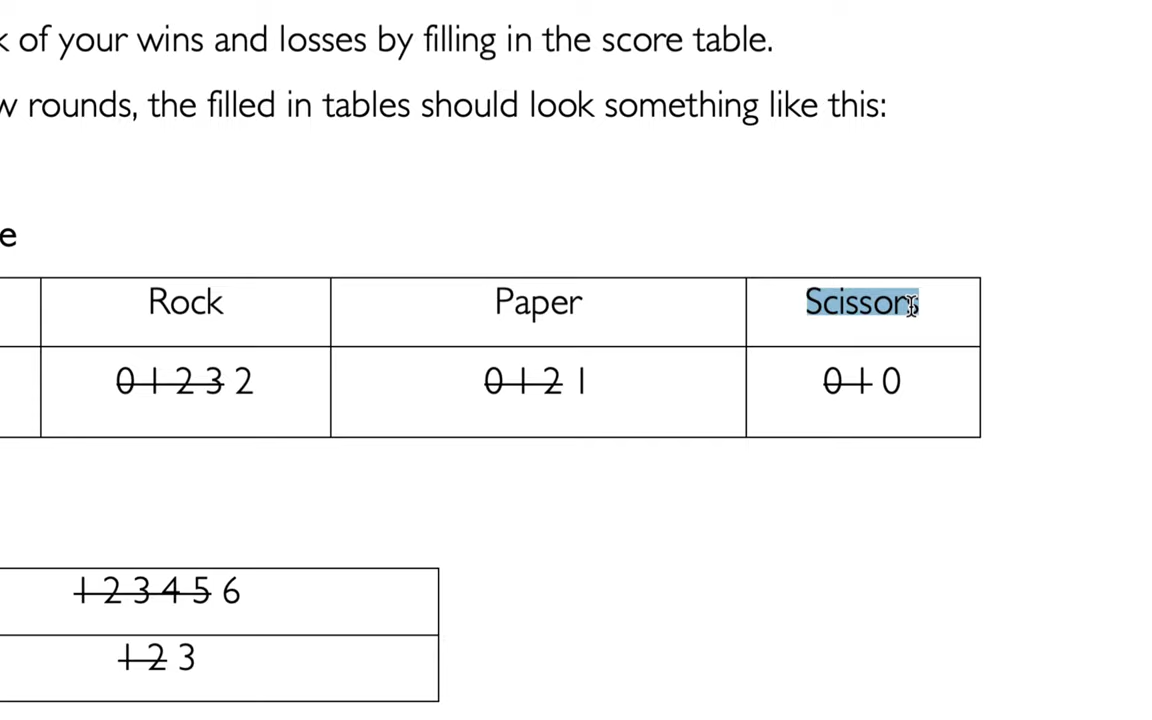 of your wins and losses by filling in the score table.
rounds, the filled in tables should look something like this:
e
Rock Paper Scissors
0 1 2 3 2 0 1 2 1 0 1 0
1 2 3 4 5 6
1 2 3